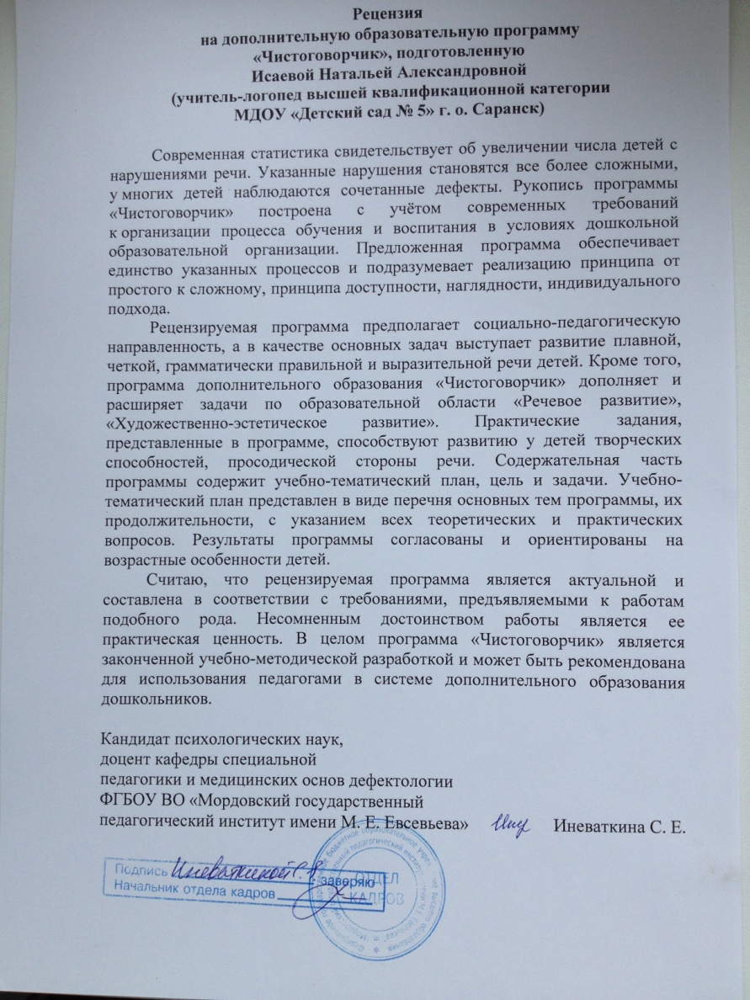 Рецензия
на дополнительную образовательную программу
«Чистоговорчик», подготовленную
Исаевой Натальей Александровной
(учитель-логопед высшей квалификационной категории
МДОУ «Детский сад № 5» г. о. Саранск)
Современная статистика свидетельствует об увеличении числа детей с
нарушениями речи. Указанные нарушения становятся все более сложными,
у многих детей наблюдаются сочетанные дефекты. Рукопись программы
«Чистоговорчик» построена с учётом современных требований
к организации процесса обучения и воспитания в условиях дошкольной
образовательной организации. Предложенная программа обеспечивает
единство указанных процессов и подразумевает реализацию принципа от
простого к сложному, принципа доступности, наглядности, индивидуального
подхода.
Рецензируемая программа предполагает социально-педагогическую
направленность, а в качестве основных задач выступает развитие плавной,
четкой, грамматически правильной и выразительной речи детей. Кроме того,
программа дополнительного образования «Чистоговорчик» дополняет и
расширяет задачи по образовательной области «Речевое развитие»,
«Художественно-эстетическое развитие». Практические задания,
представленные в программе, способствуют развитию у детей творческих
способностей, просодической стороны речи. Содержательная часть
программы содержит учебно-тематический план, цель и задачи. Учебно-
тематический план представлен в виде перечня основных тем программы, их
продолжительности, с указанием всех теоретических и практических
вопросов. Результаты программы согласованы и ориентированы на
возрастные особенности детей.
Считаю, что рецензируемая программа является актуальной и
составлена в соответствии с требованиями, предъявляемыми к работам
подобного рода. Несомненным достоинством работы является ее
практическая ценность. В целом программа «Чистоговорчик» является
законченной учебно-методической разработкой и может быть рекомендована
для использования педагогами в системе дополнительного образования
дошкольников.
Кандидат психологических наук,
доцент кафедры специальной
педагогики и медицинских основ дефектологии
ФГБОУ ВО «Мордовский государственный
педагогический институт имени М. Е. Евсевьева» Иневаткина С. Е.
Подпись Иневаткиной С. Е. заверяю
Начальник отдела кадров
ОТДЕЛ
КАДРОВ